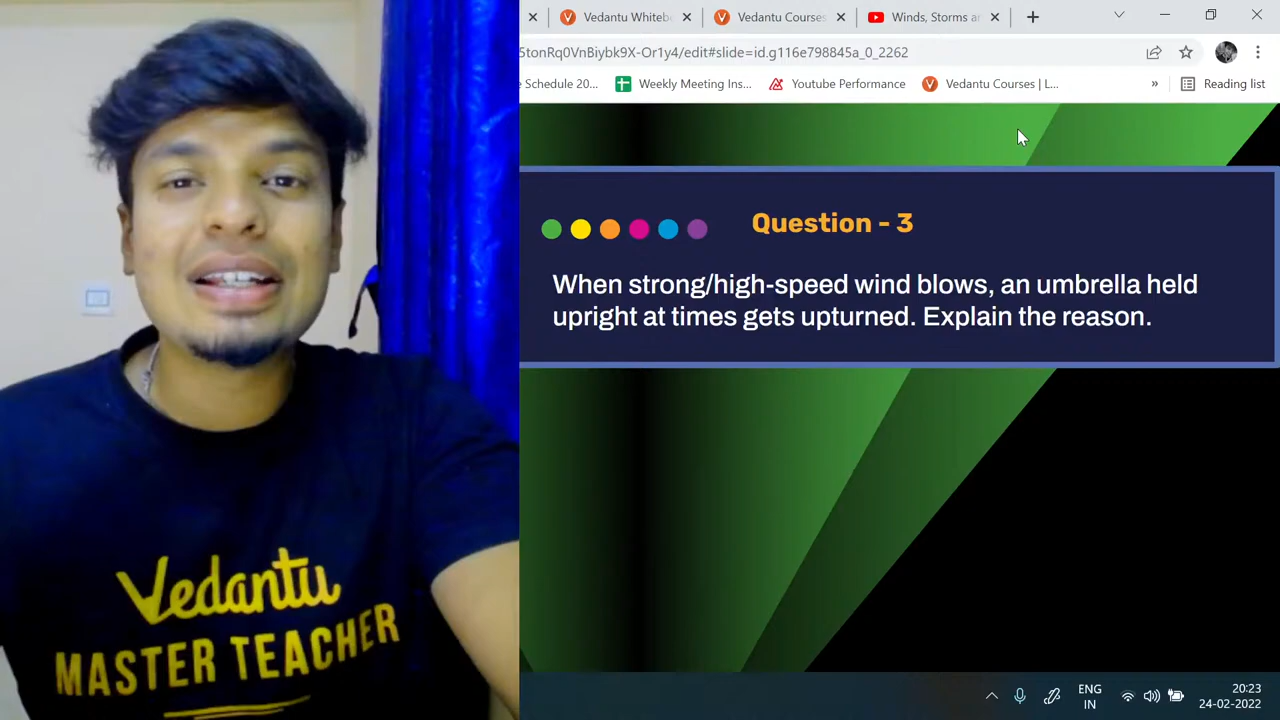 Vedantu Whiteb
Vedantu Courses
Winds, Storms a
StonRq0VnBiybk9X-Or1y4/edit#slide=id.g116e798845a_0_2262
e Schedule 20...
Weekly Meeting Ins...
Youtube Performance
Vedantu Courses | L...
»
Reading list
Question - 3
When strong/high-speed wind blows, an umbrella held
upright at times gets upturned. Explain the reason.
Vedantu
MASTER TEACHER
ENG
IN
20:23
24-02-2022